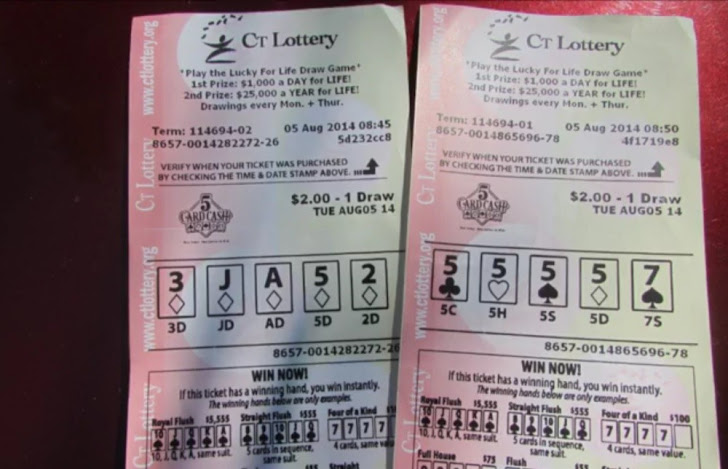 www.ctlottery.org
CT Lottery
www.ctlottery.org
CT Lottery
CT LOTTERY
"Play the Lucky For Life Draw Game"
1st Prize: $1,000 a DAY for LIFE!
2nd Prize: $25,000 a YEAR for LIFE!
Drawings every Mon. + Thur.
Term: 114694-02 05 Aug 2014 08:45
8657-0014282272-26 5d232cc8
VERIFY WHEN YOUR TICKET WAS PURCHASED
BY CHECKING THE TIME & DATE STAMP ABOVE.
5
CARD CASH
$2.00 - 1 Draw
TUE AUG05 14
3 J A 5 2
3D JD AD 5D 2D
8657-0014282272-26
WIN NOW!
If this ticket has a winning hand, you win instantly.
The winning hands below are only examples.
Royal Flush $5,555 Straight Flush $555 Four of a Kind
10 J Q K A
7 7 7 7
10, J, Q, K, A, same suit. 5 cards in sequence, 4 cards, same value
same suit.
Full House Straight
www.ctlottery.org
CT Lottery
www.ctlottery.org
CT Lottery
CT LOTTERY
"Play the Lucky For Life Draw Game"
1st Prize: $1,000 a DAY for LIFE!
2nd Prize: $25,000 a YEAR for LIFE!
Drawings every Mon. + Thur.
Term: 114694-01 05 Aug 2014 08:50
8657-0014865696-78 4f1719e8
VERIFY WHEN YOUR TICKET WAS PURCHASED
BY CHECKING THE TIME & DATE STAMP ABOVE.
5
CARD CASH
$2.00 - 1 Draw
TUE AUG05 14
5 5 5 5 7
5C 5H 5S 5D 7S
8657-0014865696-78
WIN NOW!
If this ticket has a winning hand, you win instantly.
The winning hands below are only examples.
Royal Flush $5,555 Straight Flush $555 Four of a Kind $100
10 J Q K A
7 7 7 7
10, J, Q, K, A, same suit. 5 cards in sequence, 4 cards, same value.
same suit.
Full House $75 Flush